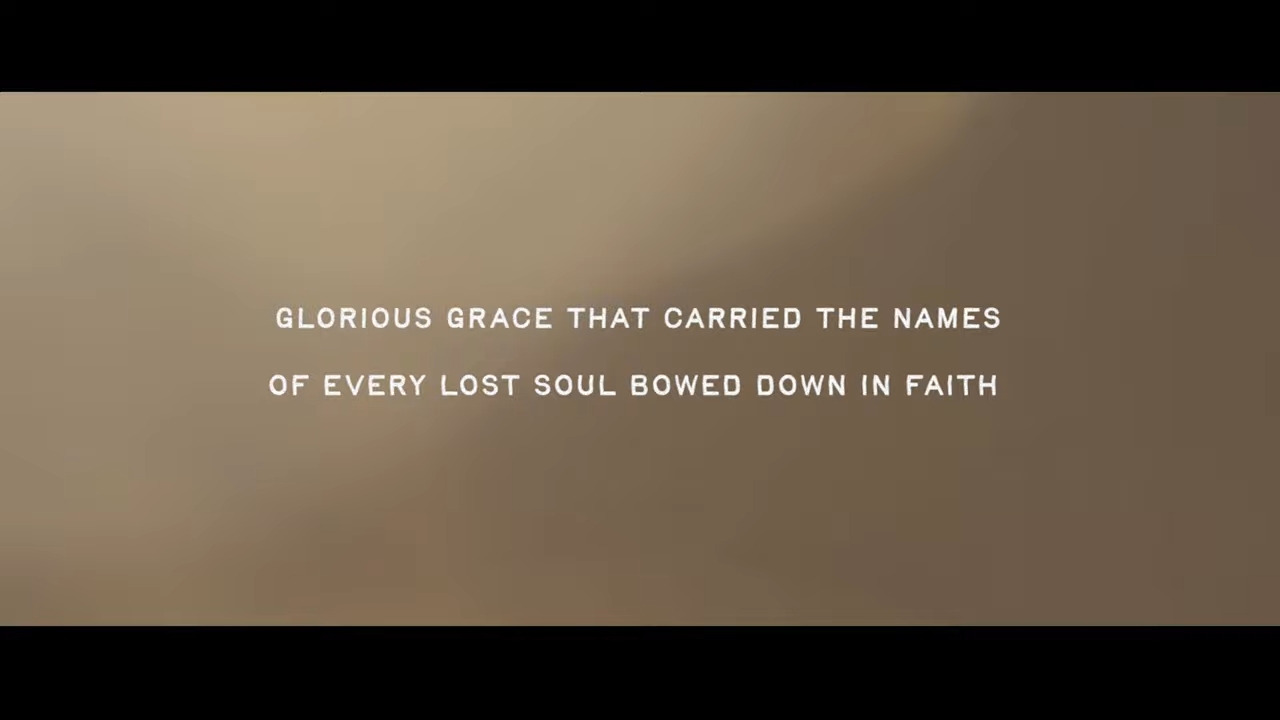 GLORIOUS GRACE THAT CARRIED THE NAMES
OF EVERY LOST SOUL BOWED DOWN IN FAITH